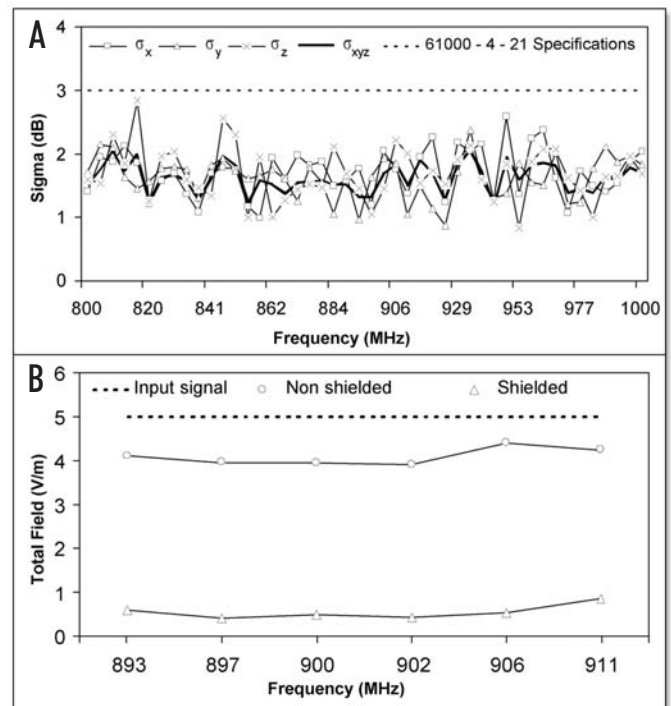 A
4
σx σy σz σxyz 61000 - 4 - 21 Specifications
3
2
1
0
Sigma (dB)
800 820 841 862 884 906 929 953 977 1000
Frequency (MHz)
B
6
Input signal Non shielded Shielded
5
4
3
2
1
0
Total Field (V/m)
893 897 900 902 906 911
Frequency (MHz)